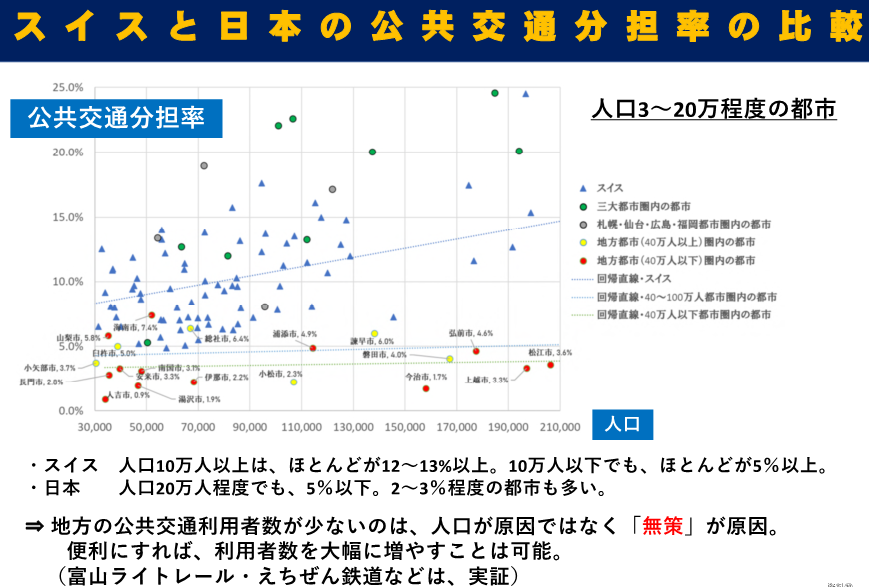 スイスと日本の公共交通分担率の比較
公共交通分担率
人口3～20万程度の都市
25.0%
20.0%
15.0%
10.0%
5.0%
0.0%
スイス
三大都市圏内の都市
札幌・仙台・広島・福岡都市圏内の都市
地方都市(40万人以上)圏内の都市
地方都市(40万人以下)圏内の都市
回帰直線・スイス
回帰直線・40～100万人都市圏内の都市
回帰直線・40万人以下都市圏内の都市
南市, 7.4%
山梨市, 5.8%
総社市, 6.4%
浦添市, 4.9%
諫早市, 6.0%
弘前市, 4.6%
臼杵市, 5.0%
磐田市, 4.0%
松江市, 3.6%
小矢部市, 3.7%
南国市, 3.1%
安来市, 3.3%
長門市, 2.0%
伊那市, 2.2%
小松市, 2.3%
今治市, 1.7%
上越市, 3.3%
人吉市, 0.9%
湯沢市, 1.9%
30,000 50,000 70,000 90,000 110,000 130,000 150,000 170,000 190,000 210,000
人口
・スイス　人口10万人以上は、ほとんどが12～13%以上。10万人以下でも、ほとんどが5%以上。
・日本　　人口20万人程度でも、5%以下。2～3%程度の都市も多い。
⇒ 地方の公共交通利用者数が少ないのは、人口が原因ではなく「無策」が原因。
便利にすれば、利用者数を大幅に増やすことは可能。
（富山ライトレール・えちぜん鉄道などは、実証）